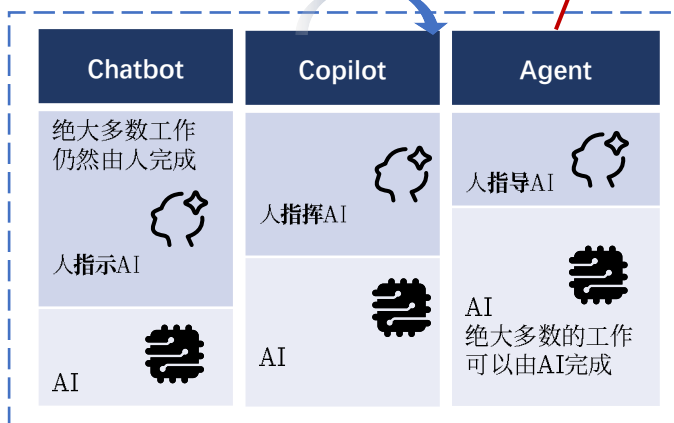 Chatbot
绝大多数工作
仍然由人完成
人指示AI
AI
Copilot
人指挥AI
AI
Agent
人指导AI
AI
绝大多数的工作
可以由AI完成